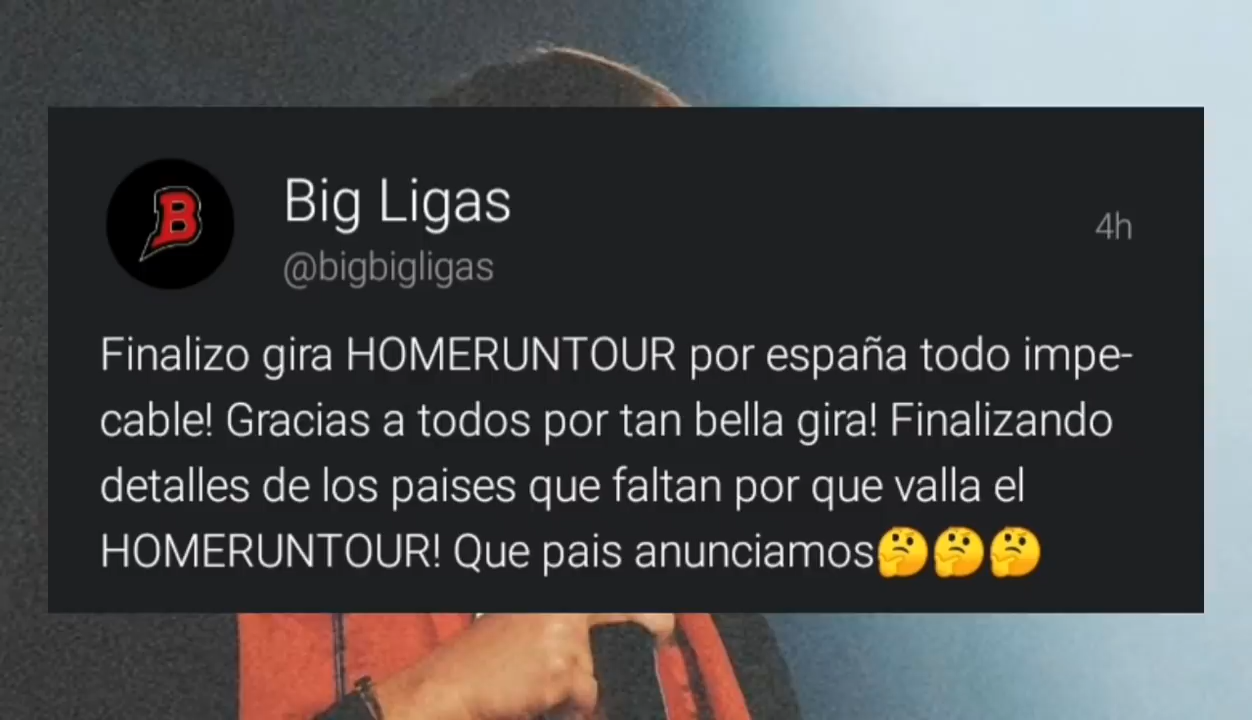 B
Big Ligas
4h
@bigbigligas
Finalizo gira HOMERUNTOUR por españa todo impe-
cable! Gracias a todos por tan bella gira! Finalizando
detalles de los paises que faltan por que valla el
HOMERUNTOUR! Que pais anunciamos🤔🤔🤔